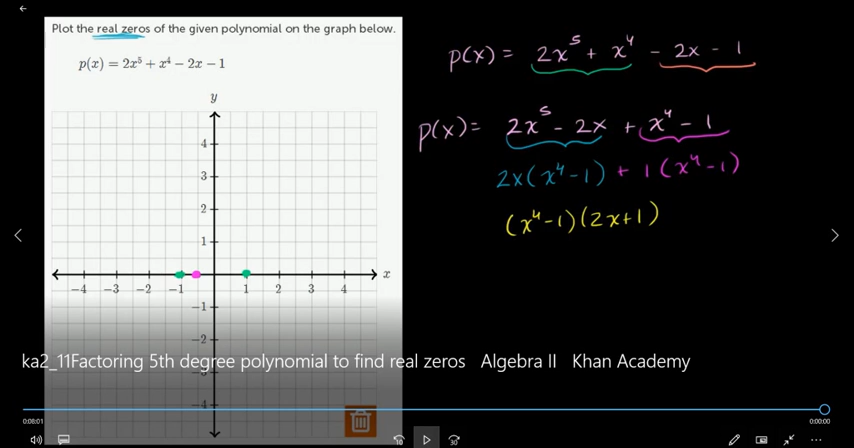 Plot the real zeros of the given polynomial on the graph below.
p(x) = 2x⁵ + x⁴ − 2x − 1
p(x) = 2x⁵ + x⁴ - 2x - 1
p(x) = 2x⁵ - 2x + x⁴ - 1
2x(x⁴-1) + 1(x⁴-1)
(x⁴-1)(2x+1)
y
4
3
2
1
x
−4 −3 −2 −1 1 2 3 4
−1
−2
−3
−4
ka2_11Factoring 5th degree polynomial to find real zeros Algebra II Khan Academy
0:08:01 0:00:00
10 30